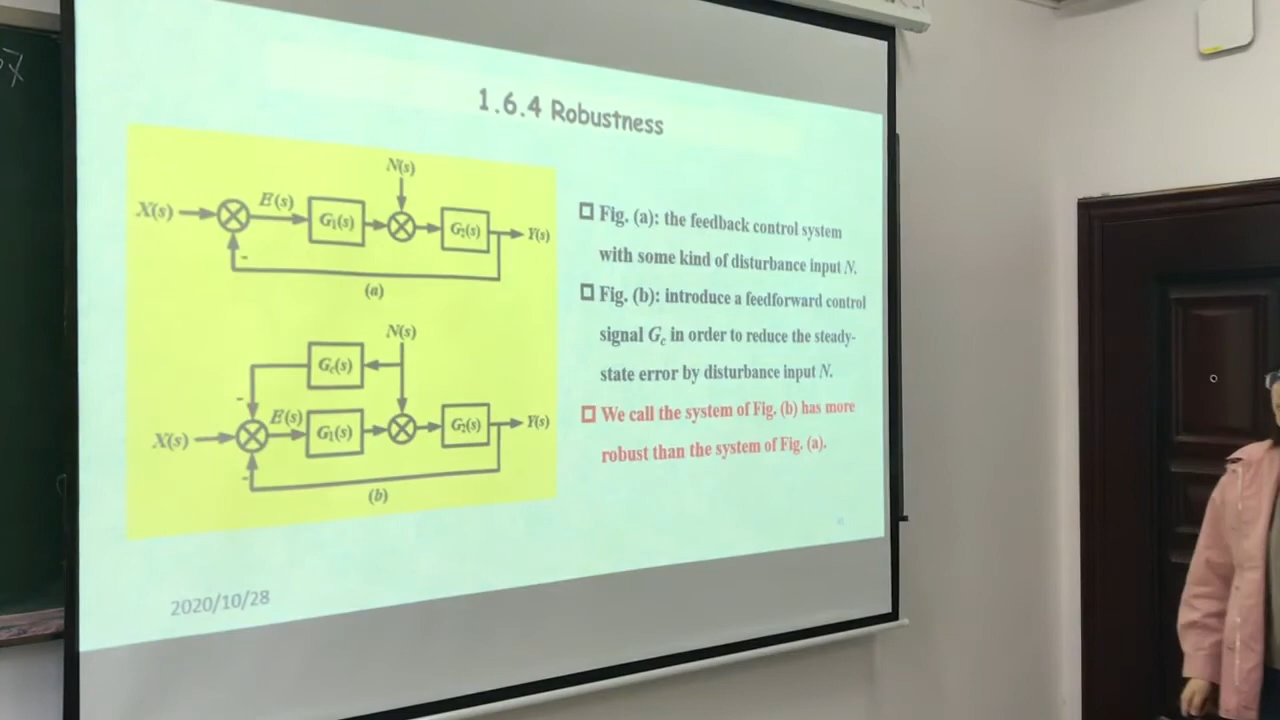 1.6.4 Robustness
N(s)
X(s) E(s) G₁(s) G₂(s) Y(s)
-
(a)
N(s)
Gc(s)
-
X(s) E(s) G₁(s) G₂(s) Y(s)
-
(b)
Fig. (a): the feedback control system
with some kind of disturbance input N.
Fig. (b): introduce a feedforward control
signal Gc in order to reduce the steady-
state error by disturbance input N.
We call the system of Fig. (b) has more
robust than the system of Fig. (a).
2020/10/28